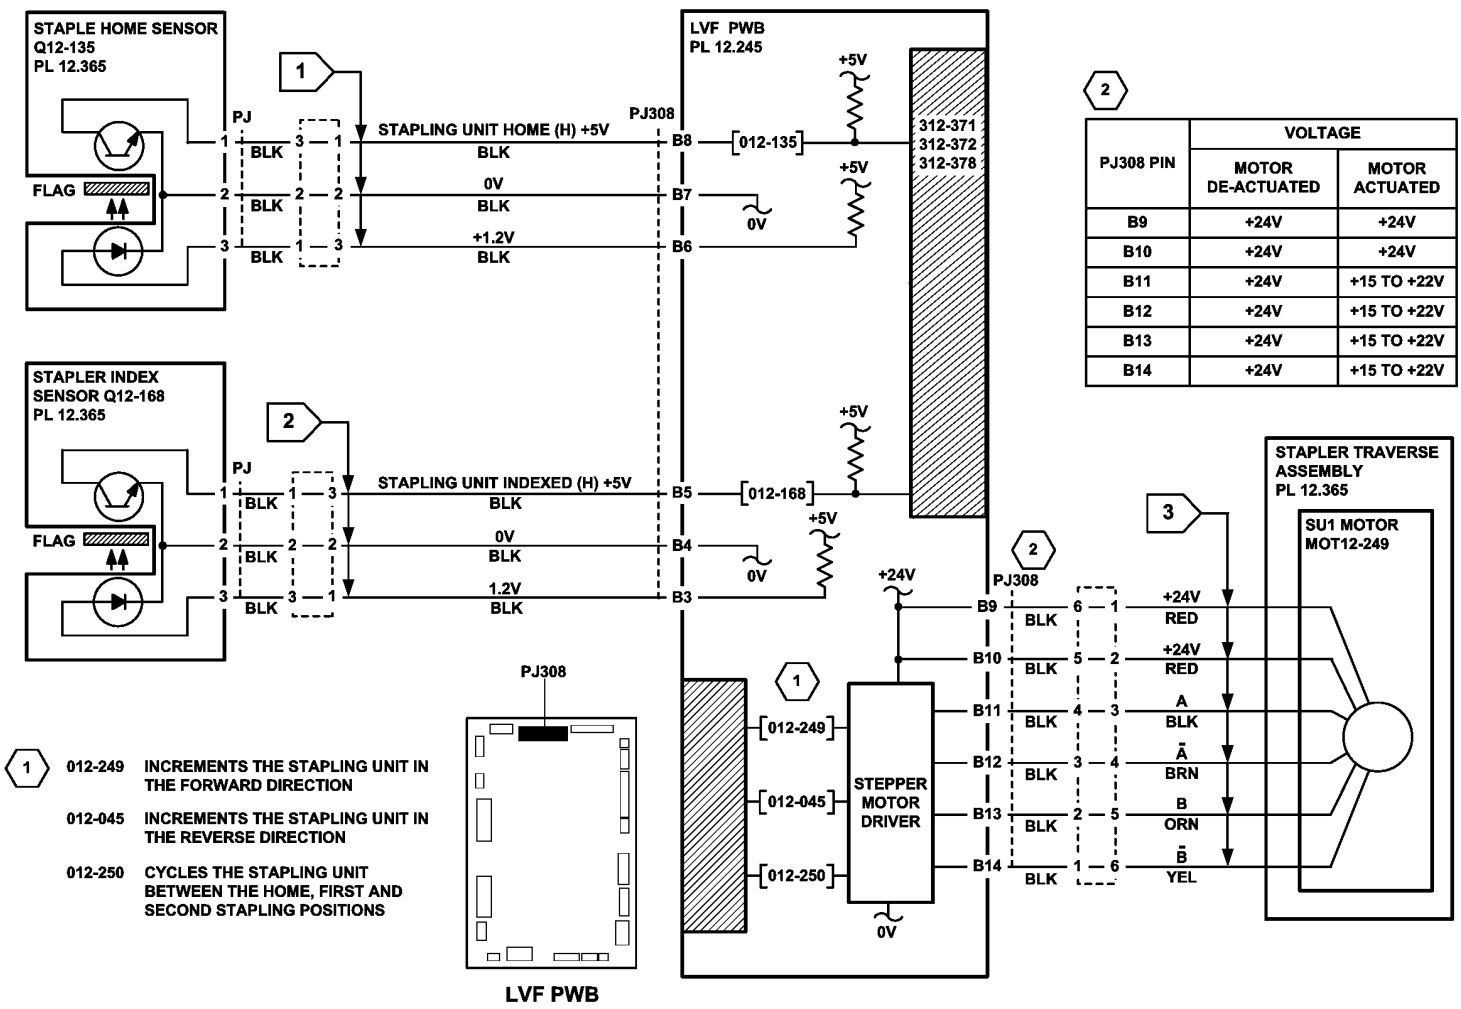 STAPLE HOME SENSOR
Q12-135
PL 12.365
FLAG
1
2
3
PJ
BLK
BLK
BLK
3 1
2 2
1 3
1
STAPLING UNIT HOME (H) +5V
BLK
0V
BLK
+1.2V
BLK
PJ308
B8
B7
B6
LVF PWB
PL 12.245
012-135
+5V
+5V
0V
312-371
312-372
312-378
STAPLER INDEX
SENSOR Q12-168
PL 12.365
FLAG
1
2
3
PJ
BLK
BLK
BLK
1 3
2 2
3 1
2
STAPLING UNIT INDEXED (H) +5V
BLK
0V
BLK
1.2V
BLK
B5
B4
B3
012-168
+5V
+5V
0V
2
PJ308 PIN
VOLTAGE
MOTOR
DE-ACTUATED
MOTOR
ACTUATED
B9 +24V +24V
B10 +24V +24V
B11 +24V +15 TO +22V
B12 +24V +15 TO +22V
B13 +24V +15 TO +22V
B14 +24V +15 TO +22V
1
012-249
012-045
012-250
+24V
STEPPER
MOTOR
DRIVER
0V
2
PJ308
B9
B10
B11
B12
B13
B14
BLK
BLK
BLK
BLK
BLK
BLK
6 1
5 2
4 3
3 4
2 5
1 6
+24V
RED
+24V
RED
A
BLK
A̅
BRN
B
ORN
B̅
YEL
3
STAPLER TRAVERSE
ASSEMBLY
PL 12.365
SU1 MOTOR
MOT12-249
1
012-249 INCREMENTS THE STAPLING UNIT IN
THE FORWARD DIRECTION
012-045 INCREMENTS THE STAPLING UNIT IN
THE REVERSE DIRECTION
012-250 CYCLES THE STAPLING UNIT
BETWEEN THE HOME, FIRST AND
SECOND STAPLING POSITIONS
PJ308
LVF PWB